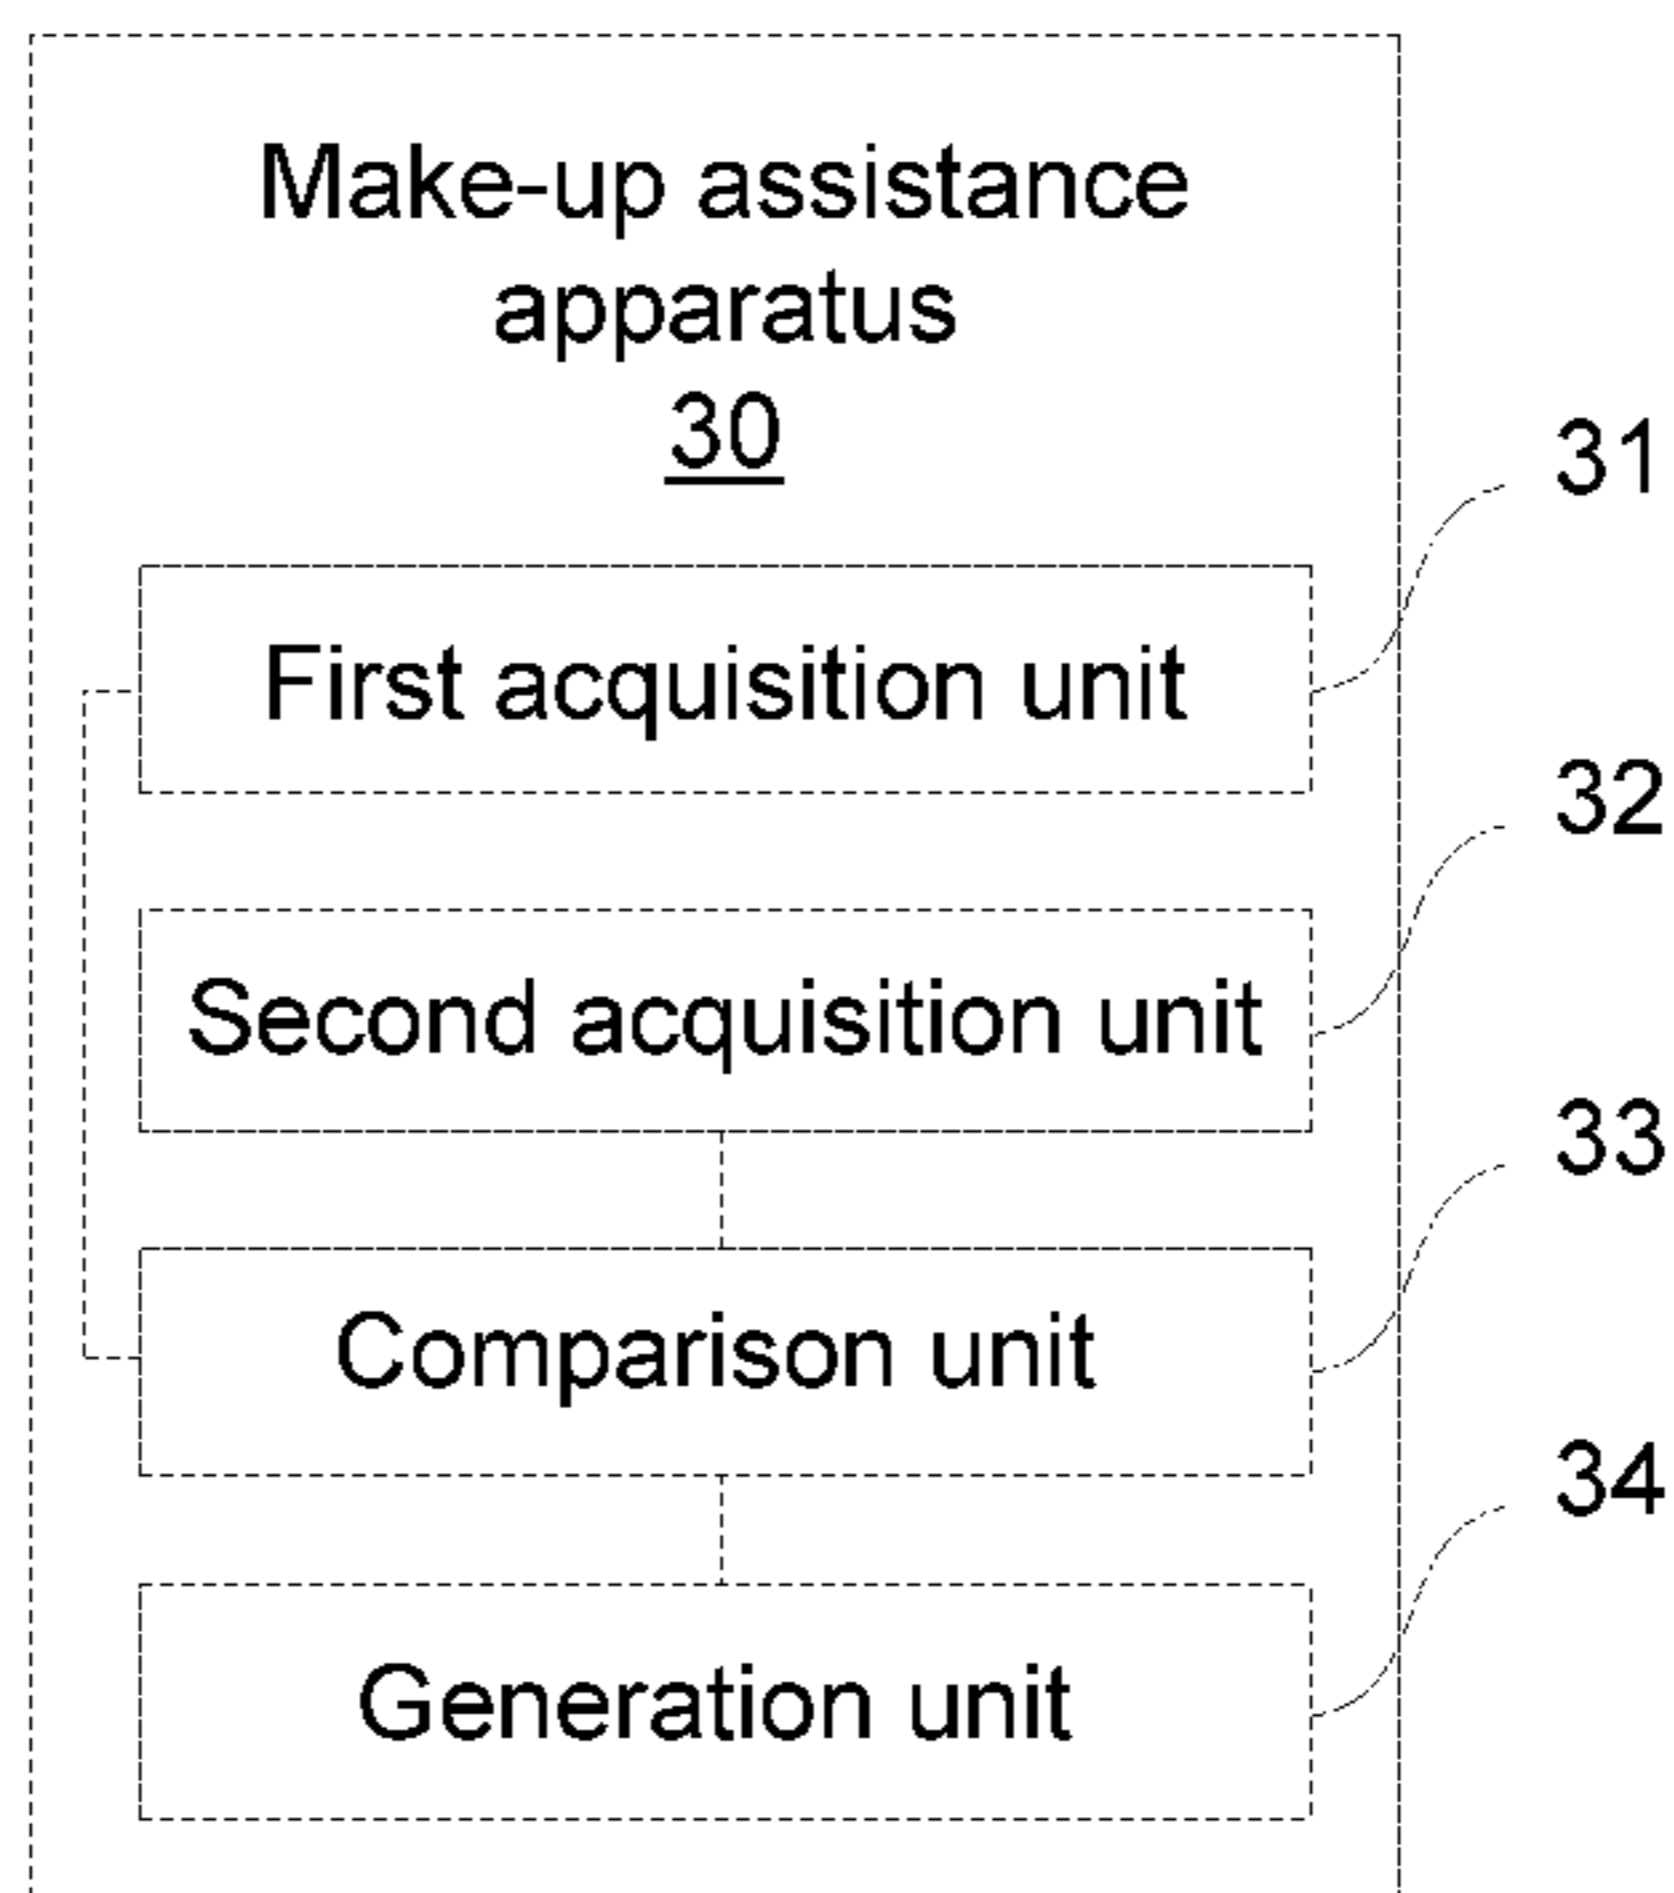 Make-up assistance
apparatus
30
31
First acquisition unit
32
Second acquisition unit
33
Comparison unit
34
Generation unit